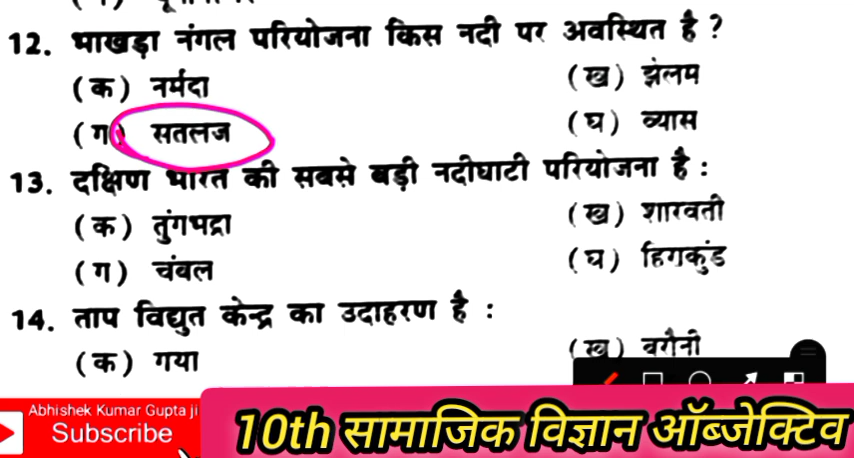 12. भाखड़ा नंगल परियोजना किस नदी पर अवस्थित है ?
(क) नर्मदा (ख) झेलम
(ग) सतलज (घ) व्यास
13. दक्षिण भारत की सबसे बड़ी नदीघाटी परियोजना है :
(क) तुंगभद्रा (ख) शारवती
(ग) चंबल (घ) हिराकुंड
14. ताप विद्युत केन्द्र का उदाहरण है :
(क) गया (ख) बरौनी
Abhishek Kumar Gupta ji
Subscribe
10th सामाजिक विज्ञान ऑब्जेक्टिव